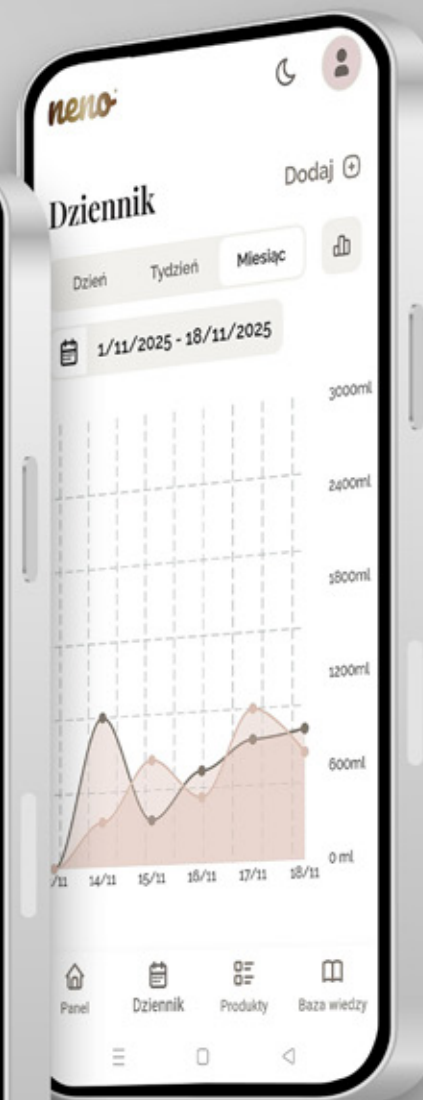 neno
Dodaj
Dziennik
Dzień Tydzień Miesiąc
1/11/2025 - 18/11/2025
3000ml
2400ml
1800ml
1200ml
600ml
0 ml
/11 14/11 15/11 16/11 17/11 18/11
Panel Dziennik Produkty Baza wiedzy